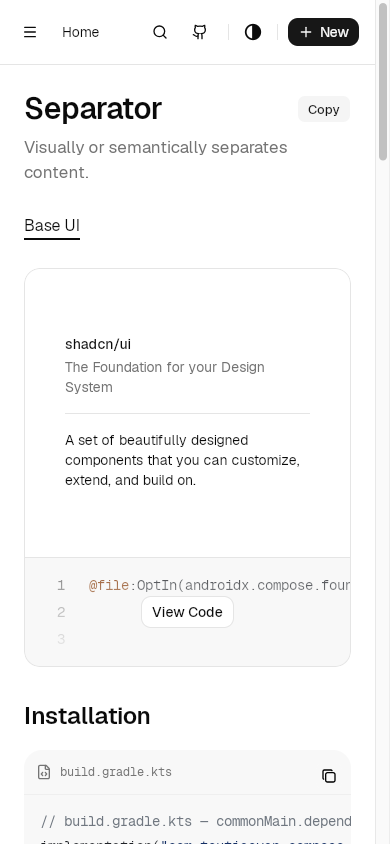 Home
New
Separator
Copy
Visually or semantically separates
content.
Base UI
shadcn/ui
The Foundation for your Design
System
A set of beautifully designed
components that you can customize,
extend, and build on.
1 @file:OptIn(androidx.compose.four
2
View Code
3
Installation
build.gradle.kts
// build.gradle.kts — commonMain.depend